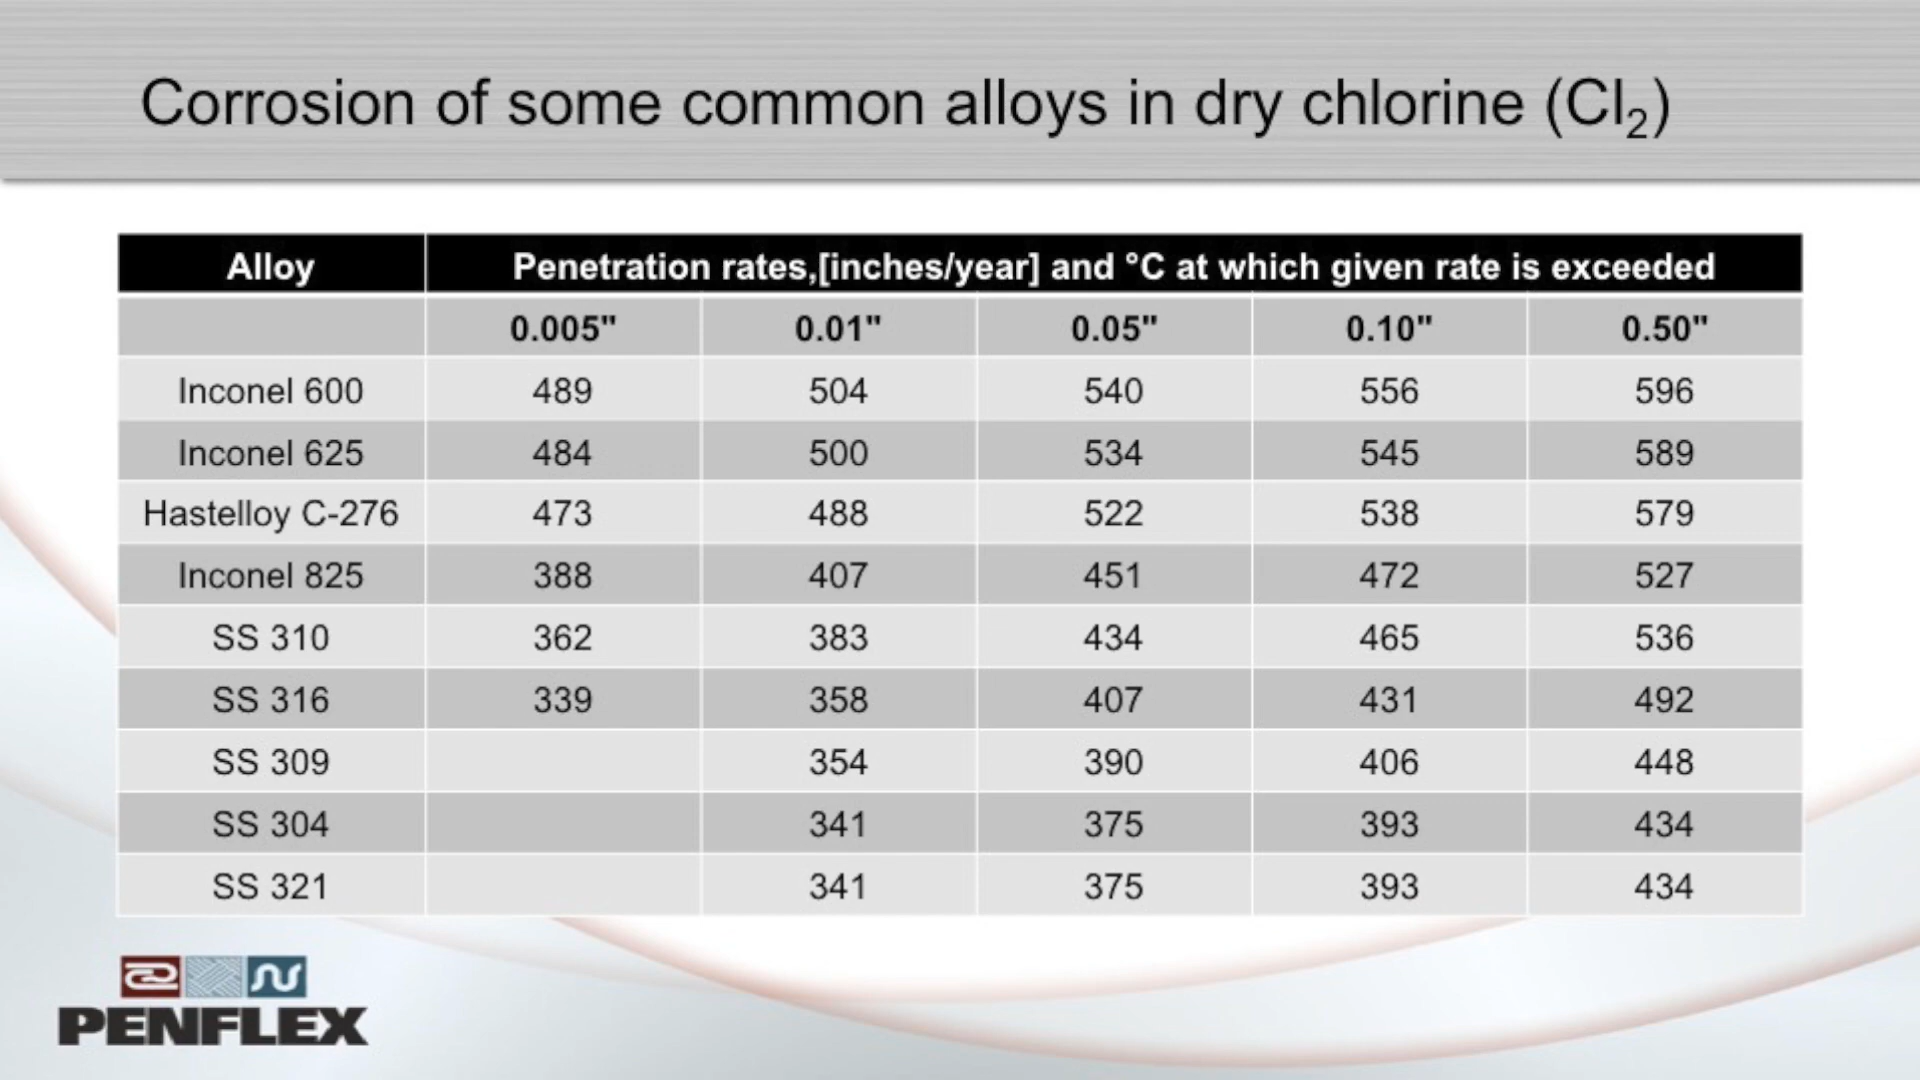 Corrosion of some common alloys in dry chlorine (Cl₂)
Alloy Penetration rates,[inches/year] and °C at which given rate is exceeded
0.005" 0.01" 0.05" 0.10" 0.50"
Inconel 600 489 504 540 556 596
Inconel 625 484 500 534 545 589
Hastelloy C-276 473 488 522 538 579
Inconel 825 388 407 451 472 527
SS 310 362 383 434 465 536
SS 316 339 358 407 431 492
SS 309 354 390 406 448
SS 304 341 375 393 434
SS 321 341 375 393 434
PENFLEX